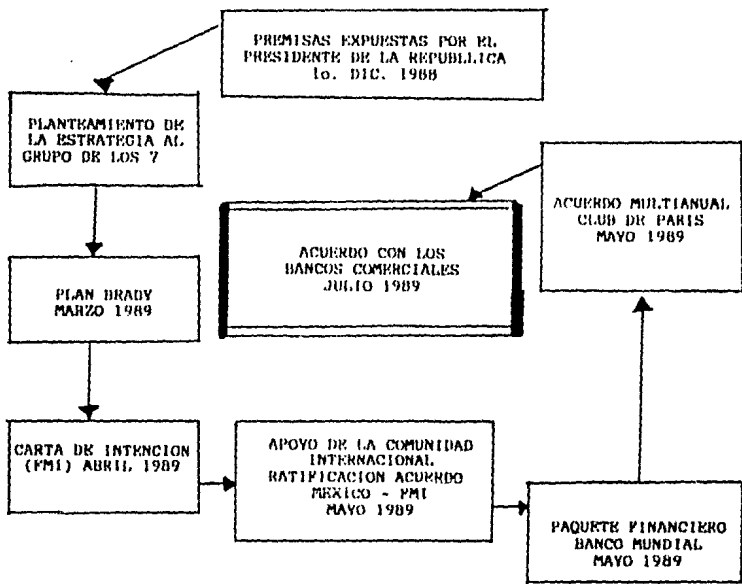 PREMISAS EXPUESTAS POR EL
PRESIDENTE DE LA REPUBLLICA
1o. DIC. 1988
PLANTEAMIENTO DE
LA ESTRATEGIA AL
GRUPO DE LOS 7
PLAN BRADY
MARZO 1989
CARTA DE INTENCION
(FMI) ABRIL 1989
APOYO DE LA COMUNIDAD
INTERNACIONAL
RATIFICACION ACUERDO
MEXICO - FMI
MAYO 1989
PAQUETE FINANCIERO
BANCO MUNDIAL
MAYO 1989
ACUERDO MULTIANUAL
CLUB DE PARIS
MAYO 1989
ACUERDO CON LOS
BANCOS COMERCIALES
JULIO 1989